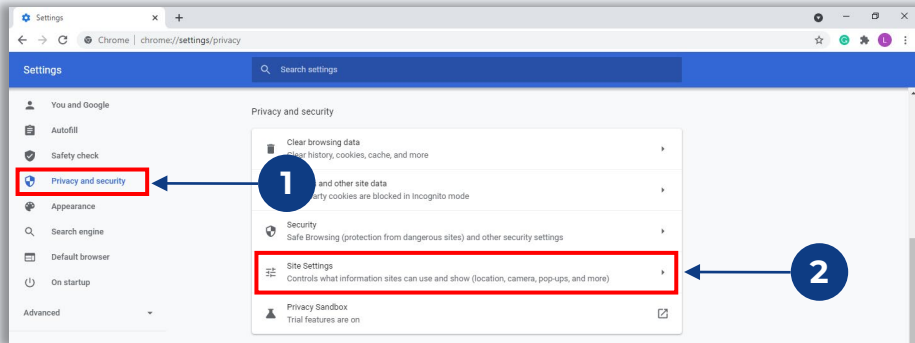 Settings
Chrome | chrome://settings/privacy
L
Settings
Search settings
You and Google
Autofill
Safety check
Privacy and security
Appearance
Search engine
Default browser
On startup
Advanced
Privacy and security
Clear browsing data
Clear history, cookies, cache, and more
and other site data
cookies are blocked in Incognito mode
Security
Safe Browsing (protection from dangerous sites) and other security settings
Site Settings
Controls what information sites can use and show (location, camera, pop-ups, and more)
Privacy Sandbox
Trial features are on
1
2